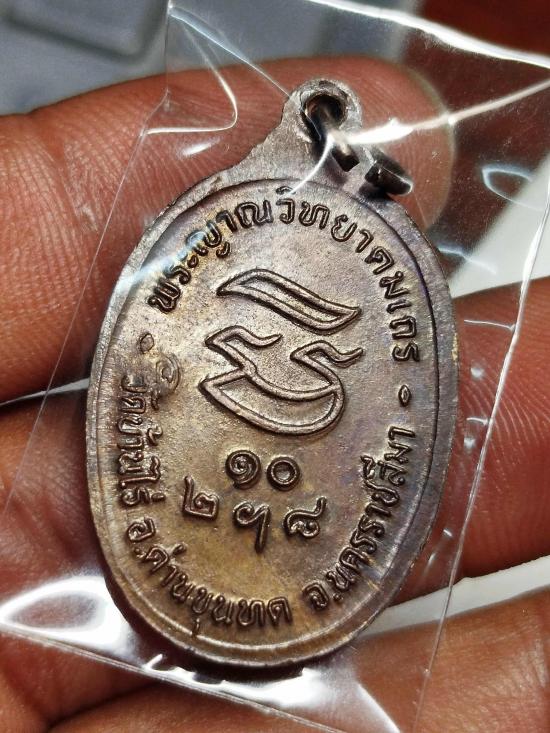 พระญาณวิทยาคมเถร
๑๐
๒ ฯ ๘
วัดบ้านไร่ อ.ด่านขุนทด จ.นครราชสีมา